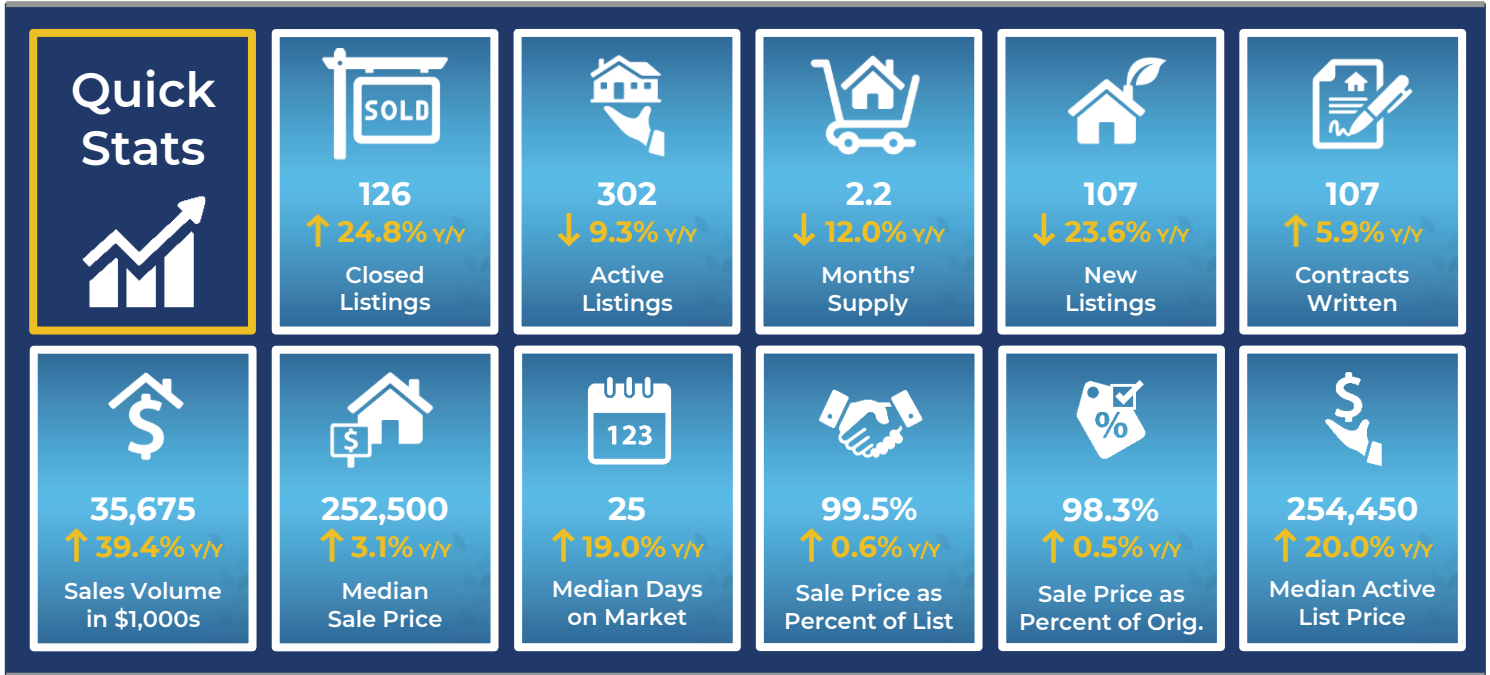 Quick
Stats
SOLD
126
↑ 24.8% Y/Y
Closed
Listings
302
↓ 9.3% Y/Y
Active
Listings
2.2
↓ 12.0% Y/Y
Months’
Supply
107
↓ 23.6% Y/Y
New
Listings
107
↑ 5.9% Y/Y
Contracts
Written
$
35,675
↑ 39.4% Y/Y
Sales Volume
in $1,000s
$
252,500
↑ 3.1% Y/Y
Median
Sale Price
123
25
↑ 19.0% Y/Y
Median Days
on Market
99.5%
↑ 0.6% Y/Y
Sale Price as
Percent of List
%
98.3%
↑ 0.5% Y/Y
Sale Price as
Percent of Orig.
$
254,450
↑ 20.0% Y/Y
Median Active
List Price